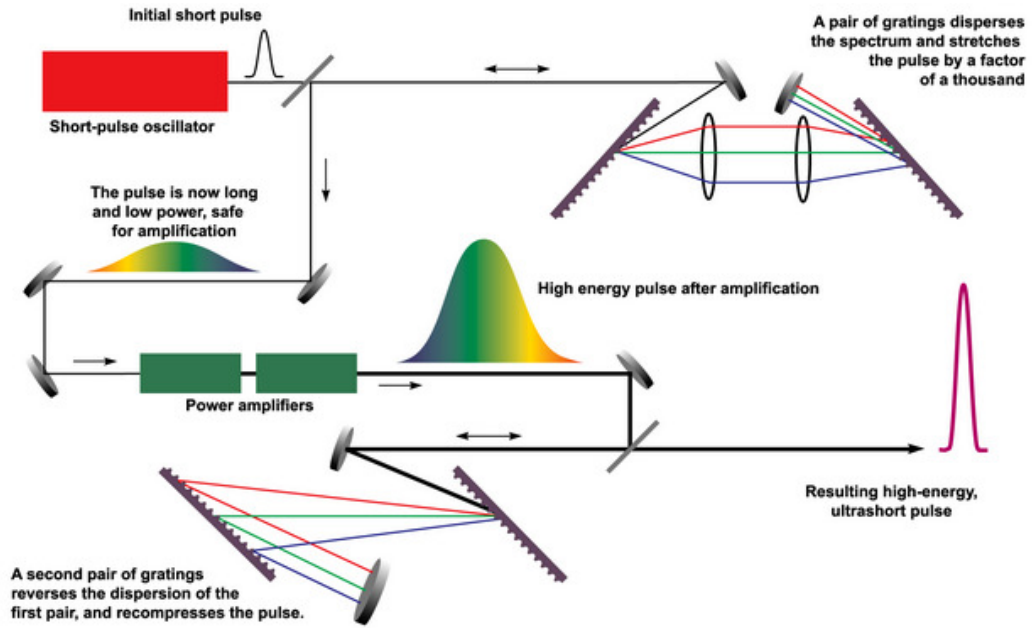 Initial short pulse
Short-pulse oscillator
A pair of gratings disperses
the spectrum and stretches
the pulse by a factor
of a thousand
The pulse is now long
and low power, safe
for amplification
High energy pulse after amplification
Power amplifiers
Resulting high-energy,
ultrashort pulse
A second pair of gratings
reverses the dispersion of the
first pair, and recompresses the pulse.